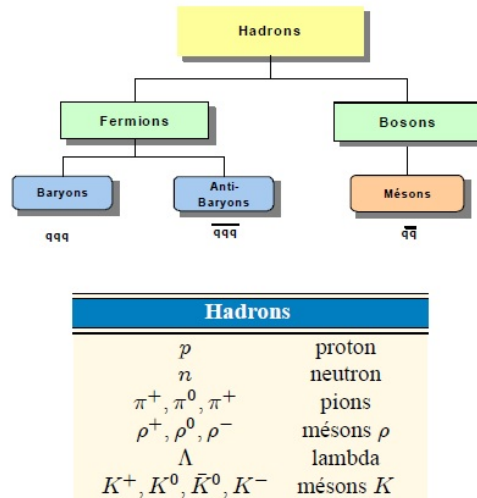 Hadrons
Fermions Bosons
Baryons Anti-Baryons Mésons
qqq q̅q̅q̅ qq̅
Hadrons
p proton
n neutron
π⁺, π⁰, π⁺ pions
ρ⁺, ρ⁰, ρ⁻ mésons ρ
Λ lambda
K⁺, K⁰, K̄⁰, K⁻ mésons K